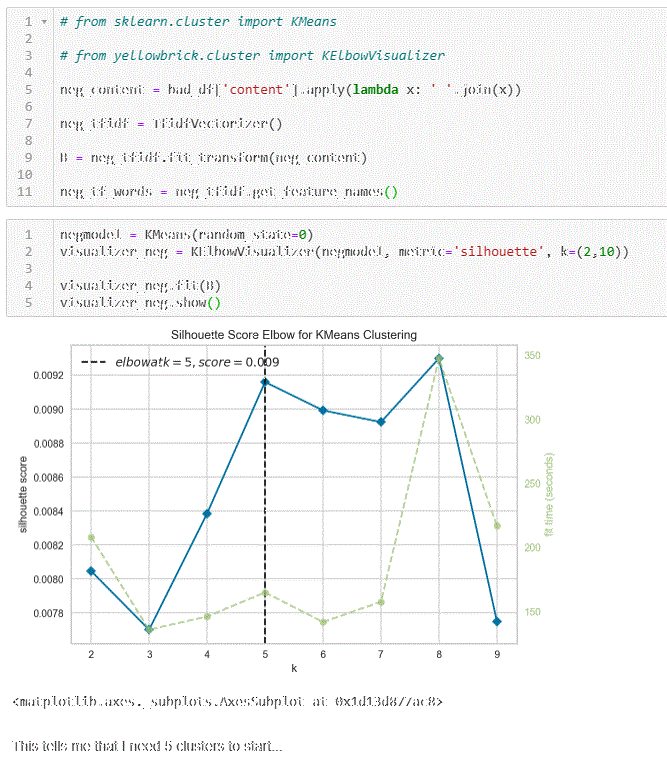 1 # from sklearn.cluster import KMeans
2
3 # from yellowbrick.cluster import KElbowVisualizer
4
5 neg_content = bad_df['content'].apply(lambda x: ' '.join(x))
6
7 neg_tfidf = TfidfVectorizer()
8
9 B = neg_tfidf.fit_transform(neg_content)
10
11 neg_tf_words = neg_tfidf.get_feature_names()
1 negmodel = KMeans(random_state=0)
2 visualizer_neg = KElbowVisualizer(negmodel, metric='silhouette', k=(2,10))
3
4 visualizer_neg.fit(B)
5 visualizer_neg.show()
Silhouette Score Elbow for KMeans Clustering
elbowatk = 5, score = 0.009
0.0092
0.0090
0.0088
0.0086
0.0084
0.0082
0.0080
0.0078
silhouette score
350
300
250
200
150
fit time (seconds)
2 3 4 5 6 7 8 9
k
<matplotlib.axes._subplots.AxesSubplot at 0x1d13d877ac8>
This tells me that I need 5 clusters to start...